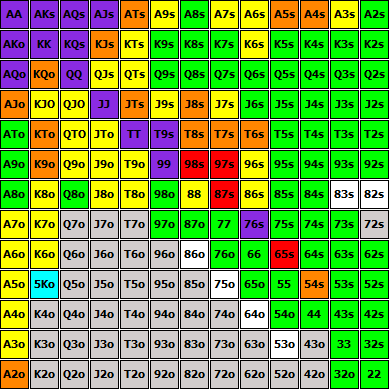 AA AKs AQs AJs ATs A9s A8s A7s A6s A5s A4s A3s A2s
AKo KK KQs KJs KTs K9s K8s K7s K6s K5s K4s K3s K2s
AQo KQo QQ QJs QTs Q9s Q8s Q7s Q6s Q5s Q4s Q3s Q2s
AJo KJO QJO JJ JTs J9s J8s J7s J6s J5s J4s J3s J2s
ATo KTo QTO JTo TT T9s T8s T7s T6s T5s T4s T3s T2s
A9o K9o Q9o J9o T9o 99 98s 97s 96s 95s 94s 93s 92s
A8o K8o Q8o J8o T8o 98o 88 87s 86s 85s 84s 83s 82s
A7o K7o Q7o J7o T7o 97o 87o 77 76s 75s 74s 73s 72s
A6o K6o Q6o J6o T6o 96o 86o 76o 66 65s 64s 63s 62s
A5o 5Ko Q5o J5o T5o 95o 85o 75o 65o 55 54s 53s 52s
A4o K4o Q4o J4o T4o 94o 84o 74o 64o 54o 44 43s 42s
A3o K3o Q3o J3o T3o 93o 83o 73o 63o 53o 43o 33 32s
A2o K2o Q2o J2o T2o 92o 82o 72o 62o 52o 42o 32o 22